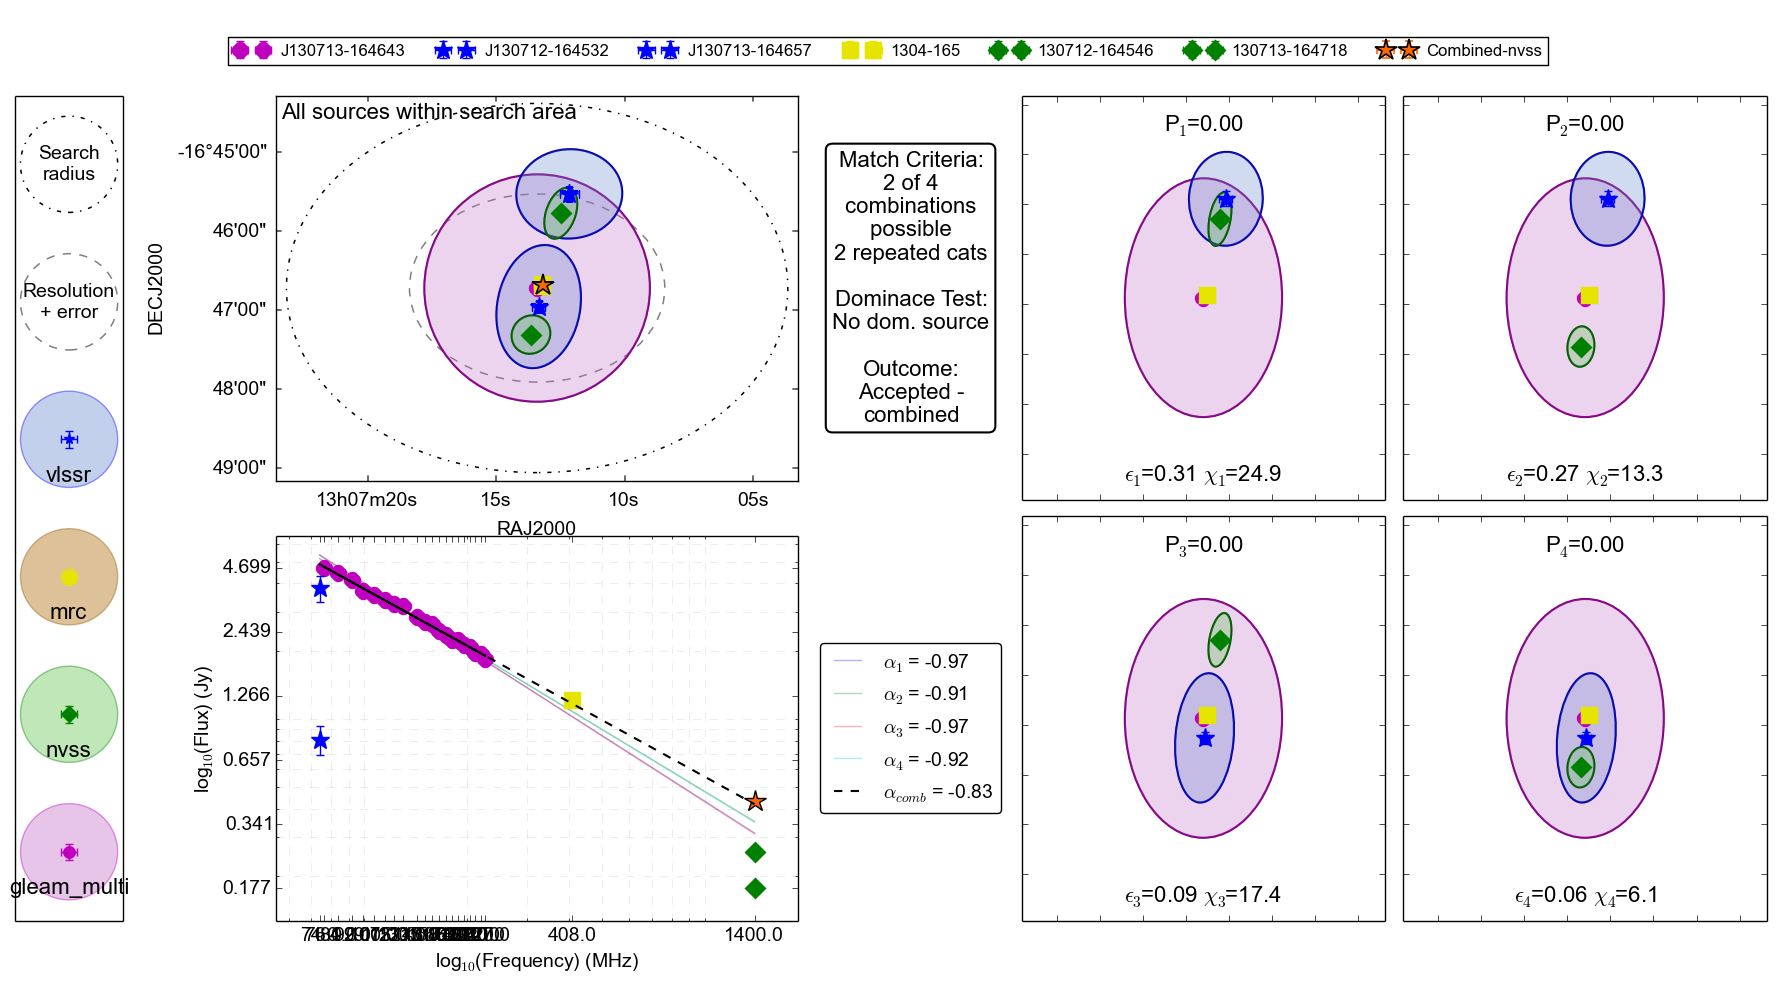 J130713-164643 J130712-164532 J130713-164657 1304-165 130712-164546 130713-164718 Combined-nvss
Search
radius
Resolution
+ error
vlssr
mrc
nvss
gleam_multi
All sources within search area
-16°45'00"
46'00"
47'00"
48'00"
49'00"
DECJ2000
13h07m20s 15s 10s 05s
RAJ2000
Match Criteria:
2 of 4
combinations
possible
2 repeated cats
Dominace Test:
No dom. source
Outcome:
Accepted -
combined
P1=0.00
ϵ1=0.31 χ1=24.9
P2=0.00
ϵ2=0.27 χ2=13.3
P3=0.00
ϵ3=0.09 χ3=17.4
P4=0.00
ϵ4=0.06 χ4=6.1
4.699
2.439
1.266
0.657
0.341
0.177
log10(Flux) (Jy)
408.0 1400.0
log10(Frequency) (MHz)
α1 = -0.97
α2 = -0.91
α3 = -0.97
α4 = -0.92
αcomb = -0.83